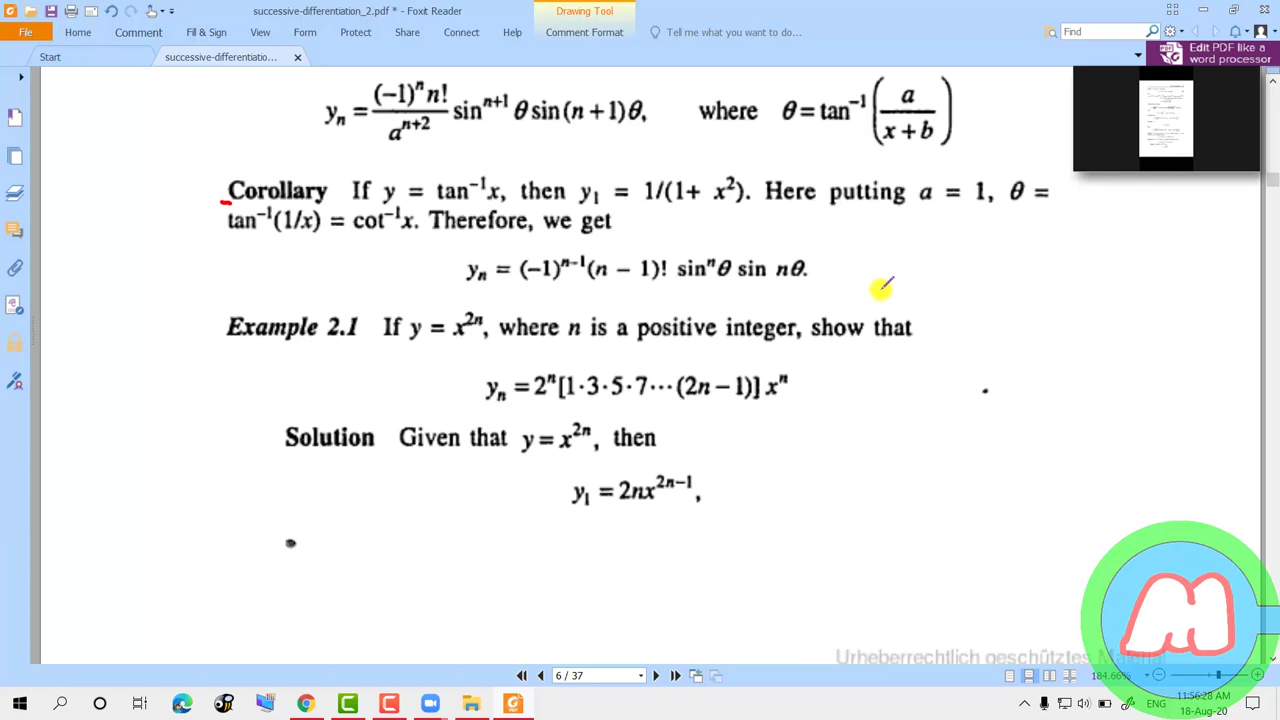 successive-differentiation_2.pdf * - Foxit Reader
Drawing Tool
File Home Comment Fill & Sign View Form Protect Share Connect Help Comment Format Tell me what you want to do... Find
Start successive-differentiatio... Edit PDF like a
word processor
yₙ = (−1)ⁿ n! / aⁿ⁺² sinⁿ⁺¹ θ sin(n + 1)θ, where θ = tan⁻¹(a / (x + b))
Corollary If y = tan⁻¹x, then y₁ = 1/(1+ x²). Here putting a = 1, θ =
tan⁻¹(1/x) = cot⁻¹x. Therefore, we get
yₙ = (−1)ⁿ⁻¹(n − 1)! sinⁿθ sin nθ.
Example 2.1 If y = x²ⁿ, where n is a positive integer, show that
yₙ = 2ⁿ[1·3·5·7···(2n − 1)] xⁿ
Solution Given that y = x²ⁿ, then
y₁ = 2nx²ⁿ⁻¹,
M
Urheberrechtlich geschütztes Material
6 / 37 184.66%
ENG 11:56:28 AM
18-Aug-20